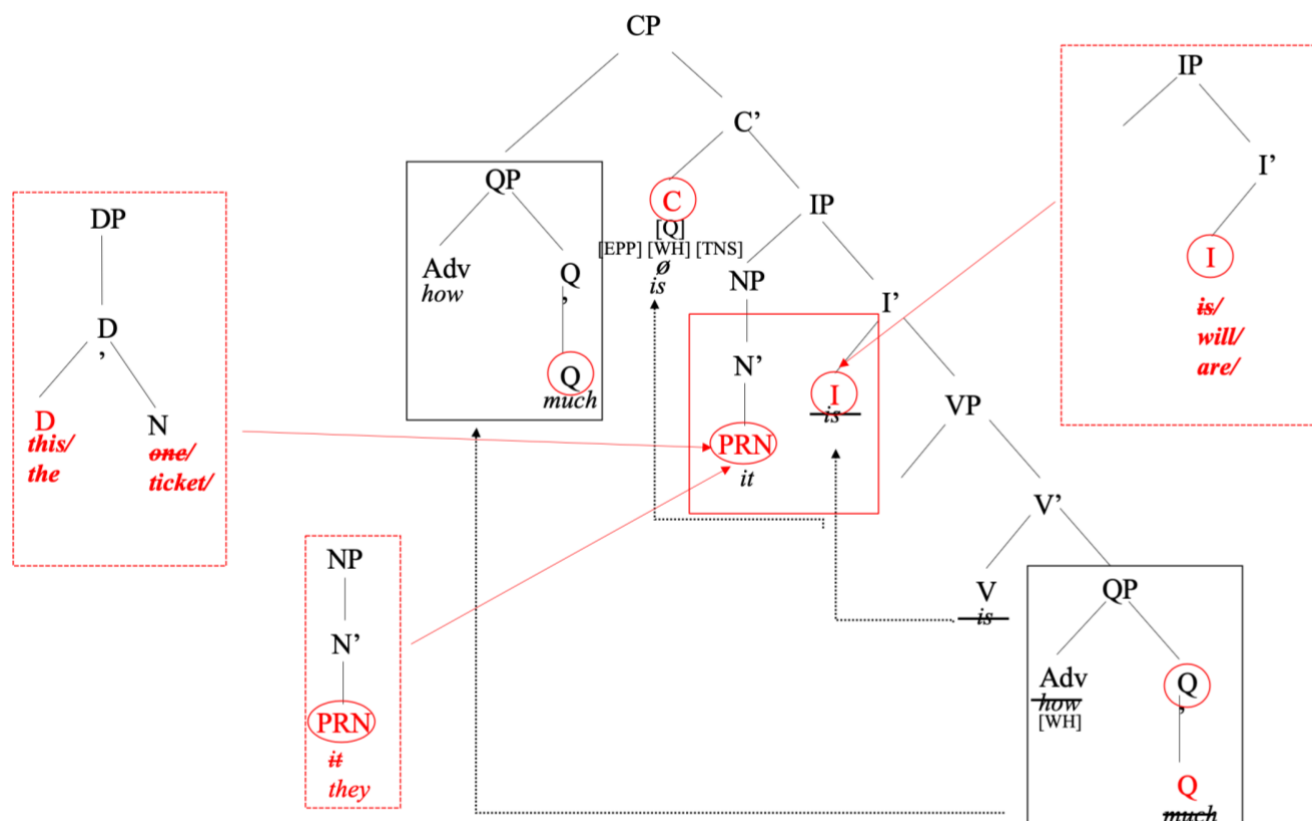 CP
IP
C’
I’
QP
DP
C
[Q]
[EPP] [WH] [TNS]
ø
is
IP
I
Adv
how
Q
’
NP
I’
is/
will/
are/
D
’
N’
Q
much
I
is
VP
D
this/
the
N
one/
ticket/
PRN
it
V’
NP
V
is
QP
N’
Adv
how
[WH]
Q
’
PRN
it
they
Q
much